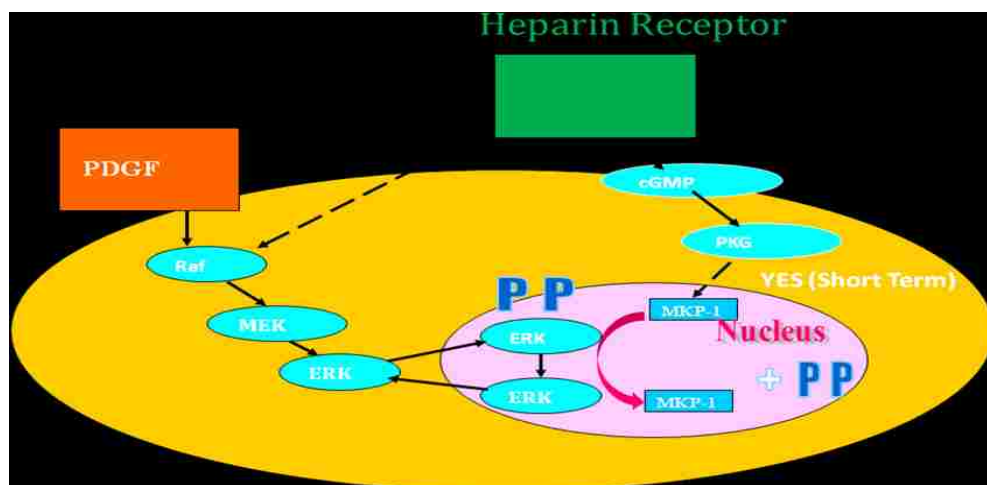 Heparin Receptor
PDGF
cGMP
PKG
Raf
YES (Short Term)
P P
MEK
MKP-1
Nucleus
ERK
ERK
+ P P
ERK
MKP-1